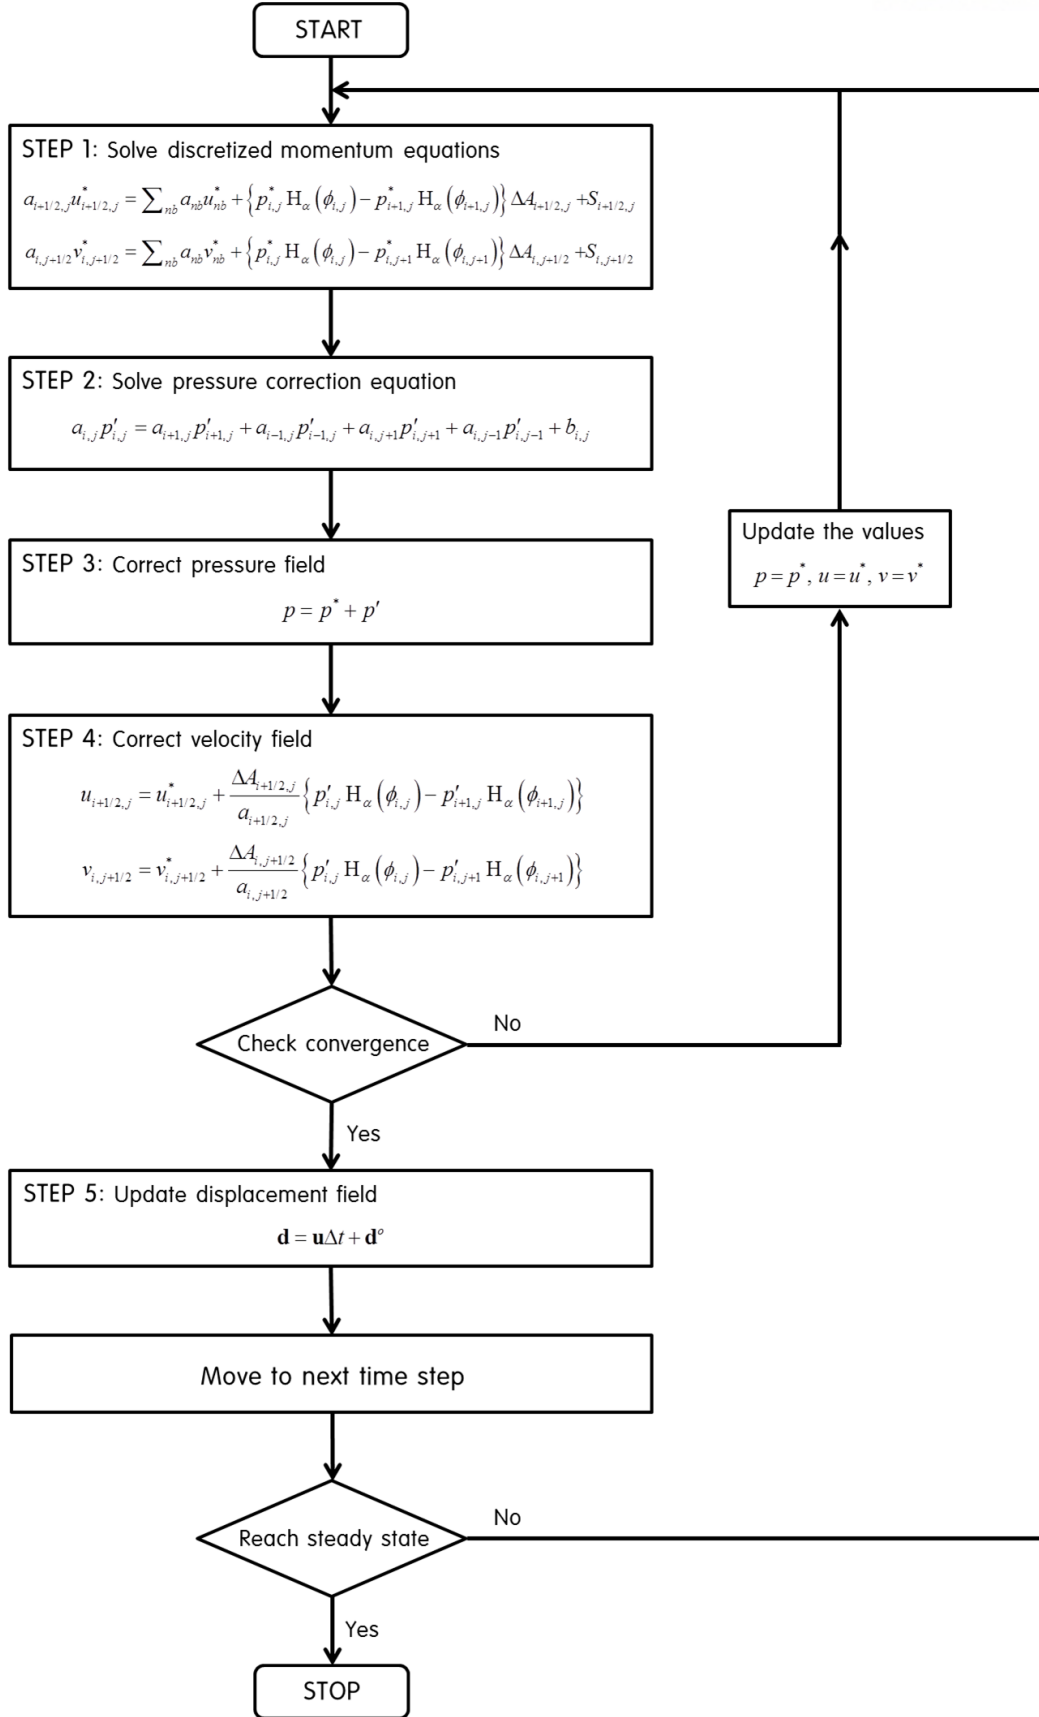 START
STEP 1: Solve discretized momentum equations
a_{i+1/2,j}u^*_{i+1/2,j} = ∑_{nb} a_{nb}u^*_{nb} + {p^*_{i,j} H_α(ϕ_{i,j}) − p^*_{i+1,j} H_α(ϕ_{i+1,j})} ΔA_{i+1/2,j} + S_{i+1/2,j}
a_{i,j+1/2}v^*_{i,j+1/2} = ∑_{nb} a_{nb}v^*_{nb} + {p^*_{i,j} H_α(ϕ_{i,j}) − p^*_{i,j+1} H_α(ϕ_{i,j+1})} ΔA_{i,j+1/2} + S_{i,j+1/2}
STEP 2: Solve pressure correction equation
a_{i,j}p′_{i,j} = a_{i+1,j}p′_{i+1,j} + a_{i−1,j}p′_{i−1,j} + a_{i,j+1}p′_{i,j+1} + a_{i,j−1}p′_{i,j−1} + b_{i,j}
STEP 3: Correct pressure field
p = p^* + p′
Update the values
p = p^*, u = u^*, v = v^*
STEP 4: Correct velocity field
u_{i+1/2,j} = u^*_{i+1/2,j} + ΔA_{i+1/2,j}/a_{i+1/2,j} {p′_{i,j} H_α(ϕ_{i,j}) − p′_{i+1,j} H_α(ϕ_{i+1,j})}
v_{i,j+1/2} = v^*_{i,j+1/2} + ΔA_{i,j+1/2}/a_{i,j+1/2} {p′_{i,j} H_α(ϕ_{i,j}) − p′_{i,j+1} H_α(ϕ_{i,j+1})}
Check convergence
No
Yes
STEP 5: Update displacement field
d = uΔt + d^o
Move to next time step
Reach steady state
No
Yes
STOP